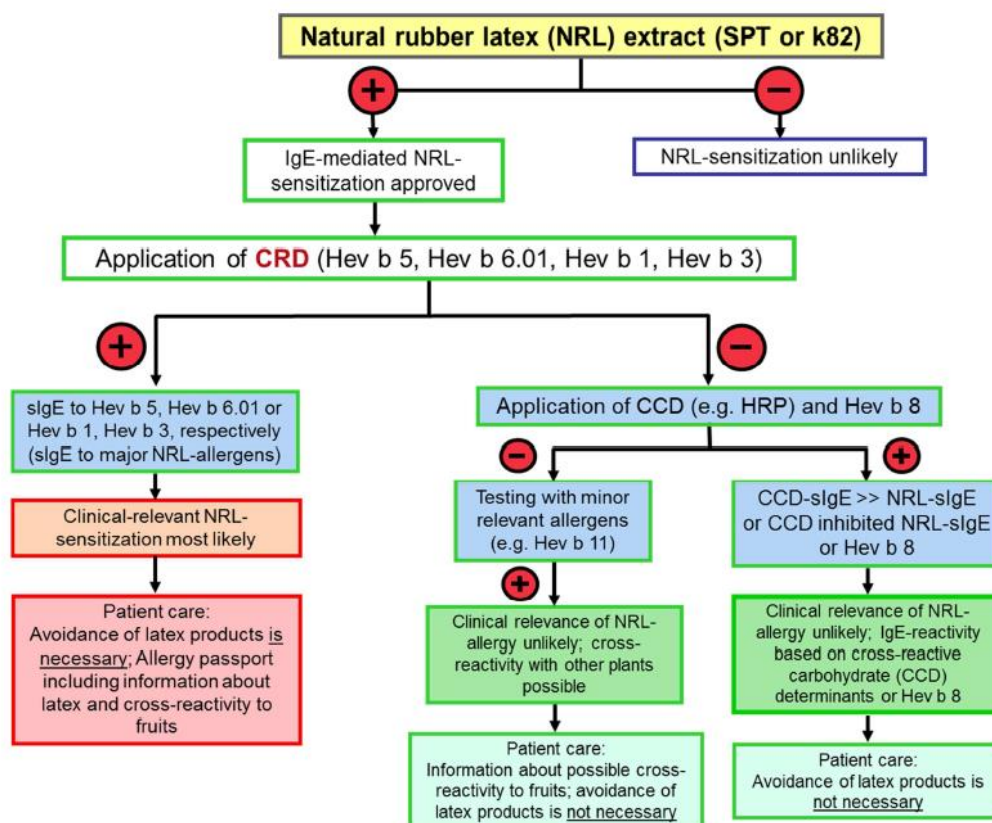 Natural rubber latex (NRL) extract (SPT or k82)
+
−
IgE-mediated NRL-
sensitization approved
NRL-sensitization unlikely
Application of CRD (Hev b 5, Hev b 6.01, Hev b 1, Hev b 3)
+
−
sIgE to Hev b 5, Hev b 6.01 or
Hev b 1, Hev b 3, respectively
(sIgE to major NRL-allergens)
Application of CCD (e.g. HRP) and Hev b 8
−
+
Clinical-relevant NRL-
sensitization most likely
Testing with minor
relevant allergens
(e.g. Hev b 11)
CCD-sIgE >> NRL-sIgE
or CCD inhibited NRL-sIgE
or Hev b 8
+
Patient care:
Avoidance of latex products is
necessary; Allergy passport
including information about
latex and cross-reactivity to
fruits
Clinical relevance of NRL-
allergy unlikely; cross-
reactivity with other plants
possible
Clinical relevance of NRL-
allergy unlikely; IgE-reactivity
based on cross-reactive
carbohydrate (CCD)
determinants or Hev b 8
Patient care:
Information about possible cross-
reactivity to fruits; avoidance of
latex products is not necessary
Patient care:
Avoidance of latex products is
not necessary